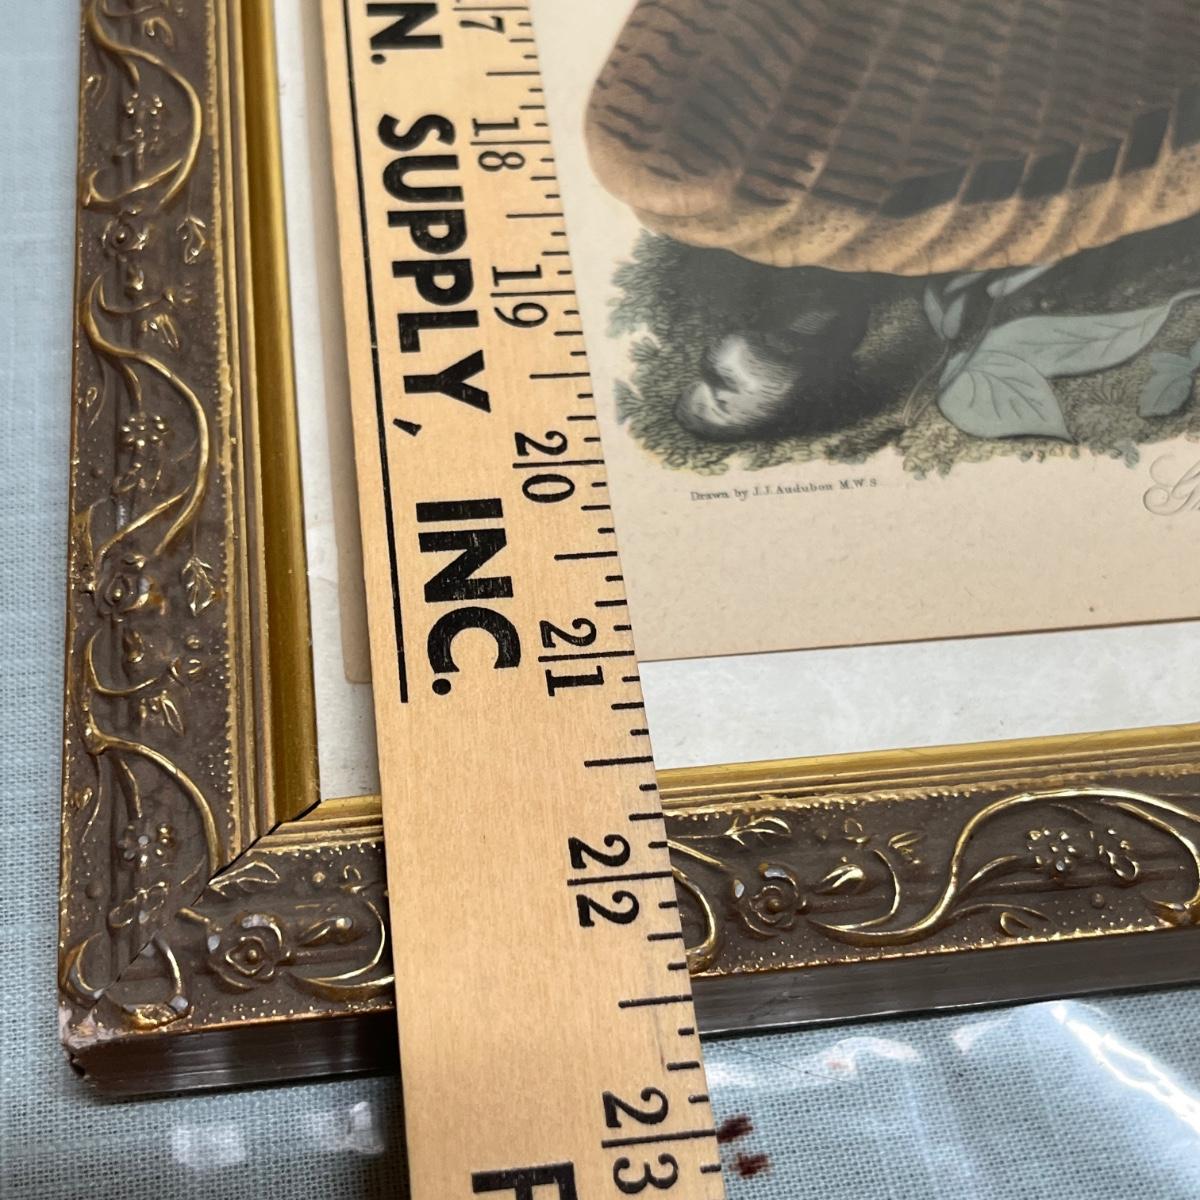 N. SUPPLY, INC.
17 18 19 20 21 22 23
Drawn by J.J. Audubon M.W.S.